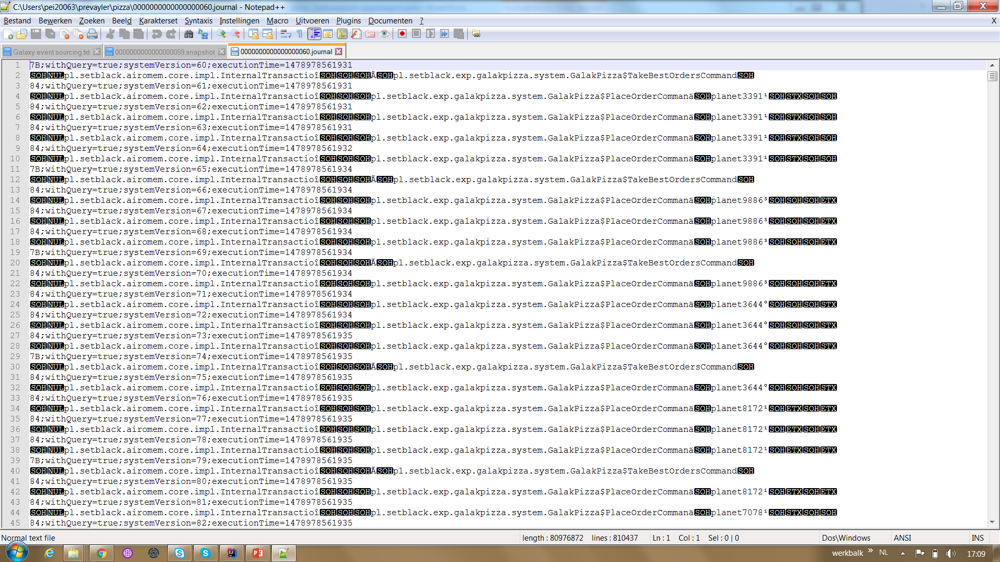 C:\Users\pei20063\prevayler\pizza\0000000000000000060.journal - Notepad++
Bestand Bewerken Zoeken Beeld Karakterset Syntaxis Instellingen Macro Uitvoeren Plugins Documenten ? X
Galaxy event sourcing.txt 0000000000000000059.snapshot 0000000000000000060.journal
1 7B;withQuery=true;systemVersion=60;executionTime=1478978561931
2 SOHNULpl.setblack.airomem.core.impl.InternalTransactioîSOHSOHSOHÃSOHpl.setblack.exp.galakpizza.system.GalakPizza$TakeBestOrdersCommandSOH
3 84;withQuery=true;systemVersion=61;executionTime=1478978561931
4 SOHNULpl.setblack.airomem.core.impl.InternalTransactioîSOHSOHSOHpl.setblack.exp.galakpizza.system.GalakPizza$PlaceOrderCommanäSOHplanet3391¹SOHSTXSOHSOH
5 84;withQuery=true;systemVersion=62;executionTime=1478978561931
6 SOHNULpl.setblack.airomem.core.impl.InternalTransactioîSOHSOHSOHpl.setblack.exp.galakpizza.system.GalakPizza$PlaceOrderCommanäSOHplanet3391¹SOHSTXSOHSOH
7 84;withQuery=true;systemVersion=63;executionTime=1478978561931
8 SOHNULpl.setblack.airomem.core.impl.InternalTransactioîSOHSOHSOHpl.setblack.exp.galakpizza.system.GalakPizza$PlaceOrderCommanäSOHplanet3391¹SOHSTXSOHSOH
9 84;withQuery=true;systemVersion=64;executionTime=1478978561932
10 SOHNULpl.setblack.airomem.core.impl.InternalTransactioîSOHSOHSOHpl.setblack.exp.galakpizza.system.GalakPizza$PlaceOrderCommanäSOHplanet3391¹SOHSTXSOHSOH
11 7B;withQuery=true;systemVersion=65;executionTime=1478978561934
12 SOHNULpl.setblack.airomem.core.impl.InternalTransactioîSOHSOHSOHÃSOHpl.setblack.exp.galakpizza.system.GalakPizza$TakeBestOrdersCommandSOH
13 84;withQuery=true;systemVersion=66;executionTime=1478978561934
14 SOHNULpl.setblack.airomem.core.impl.InternalTransactioîSOHSOHSOHpl.setblack.exp.galakpizza.system.GalakPizza$PlaceOrderCommanäSOHplanet9886³SOHSOHSOHETX
15 84;withQuery=true;systemVersion=67;executionTime=1478978561934
16 SOHNULpl.setblack.airomem.core.impl.InternalTransactioîSOHSOHSOHpl.setblack.exp.galakpizza.system.GalakPizza$PlaceOrderCommanäSOHplanet9886³SOHSOHSOHETX
17 84;withQuery=true;systemVersion=68;executionTime=1478978561934
18 SOHNULpl.setblack.airomem.core.impl.InternalTransactioîSOHSOHSOHpl.setblack.exp.galakpizza.system.GalakPizza$PlaceOrderCommanäSOHplanet9886³SOHSOHSOHETX
19 7B;withQuery=true;systemVersion=69;executionTime=1478978561934
20 SOHNULpl.setblack.airomem.core.impl.InternalTransactioîSOHSOHSOHÃSOHpl.setblack.exp.galakpizza.system.GalakPizza$TakeBestOrdersCommandSOH
21 84;withQuery=true;systemVersion=70;executionTime=1478978561934
22 SOHNULpl.setblack.airomem.core.impl.InternalTransactioîSOHSOHSOHpl.setblack.exp.galakpizza.system.GalakPizza$PlaceOrderCommanäSOHplanet9886³SOHSOHSOHETX
23 84;withQuery=true;systemVersion=71;executionTime=1478978561934
24 SOHNULpl.setblack.airomem.core.impl.InternalTransactioîSOHSOHSOHpl.setblack.exp.galakpizza.system.GalakPizza$PlaceOrderCommanäSOHplanet3644°SOHSOHSOHSTX
25 84;withQuery=true;systemVersion=72;executionTime=1478978561934
26 SOHNULpl.setblack.airomem.core.impl.InternalTransactioîSOHSOHSOHpl.setblack.exp.galakpizza.system.GalakPizza$PlaceOrderCommanäSOHplanet3644°SOHSOHSOHSTX
27 84;withQuery=true;systemVersion=73;executionTime=1478978561935
28 SOHNULpl.setblack.airomem.core.impl.InternalTransactioîSOHSOHSOHpl.setblack.exp.galakpizza.system.GalakPizza$PlaceOrderCommanäSOHplanet3644°SOHSOHSOHSTX
29 7B;withQuery=true;systemVersion=74;executionTime=1478978561935
30 SOHNULpl.setblack.airomem.core.impl.InternalTransactioîSOHSOHSOHÃSOHpl.setblack.exp.galakpizza.system.GalakPizza$TakeBestOrdersCommandSOH
31 84;withQuery=true;systemVersion=75;executionTime=1478978561935
32 SOHNULpl.setblack.airomem.core.impl.InternalTransactioîSOHSOHSOHpl.setblack.exp.galakpizza.system.GalakPizza$PlaceOrderCommanäSOHplanet3644°SOHSOHSOHSTX
33 84;withQuery=true;systemVersion=76;executionTime=1478978561935
34 SOHNULpl.setblack.airomem.core.impl.InternalTransactioîSOHSOHSOHpl.setblack.exp.galakpizza.system.GalakPizza$PlaceOrderCommanäSOHplanet8172¹SOHETXSOHETX
35 84;withQuery=true;systemVersion=77;executionTime=1478978561935
36 SOHNULpl.setblack.airomem.core.impl.InternalTransactioîSOHSOHSOHpl.setblack.exp.galakpizza.system.GalakPizza$PlaceOrderCommanäSOHplanet8172¹SOHETXSOHETX
37 84;withQuery=true;systemVersion=78;executionTime=1478978561935
38 SOHNULpl.setblack.airomem.core.impl.InternalTransactioîSOHSOHSOHpl.setblack.exp.galakpizza.system.GalakPizza$PlaceOrderCommanäSOHplanet8172¹SOHETXSOHETX
39 7B;withQuery=true;systemVersion=79;executionTime=1478978561935
40 SOHNULpl.setblack.airomem.core.impl.InternalTransactioîSOHSOHSOHÃSOHpl.setblack.exp.galakpizza.system.GalakPizza$TakeBestOrdersCommandSOH
41 84;withQuery=true;systemVersion=80;executionTime=1478978561935
42 SOHNULpl.setblack.airomem.core.impl.InternalTransactioîSOHSOHSOHpl.setblack.exp.galakpizza.system.GalakPizza$PlaceOrderCommanäSOHplanet8172¹SOHETXSOHETX
43 84;withQuery=true;systemVersion=81;executionTime=1478978561935
44 SOHNULpl.setblack.airomem.core.impl.InternalTransactioîSOHSOHSOHpl.setblack.exp.galakpizza.system.GalakPizza$PlaceOrderCommanäSOHplanet7078¹SOHSTXSOHSOH
45 84;withQuery=true;systemVersion=82;executionTime=1478978561935
Normal text file length : 80976872 lines : 810437 Ln : 1 Col : 1 Sel : 0 | 0 Dos\Windows ANSI INS
werkbalk » NL 17:09